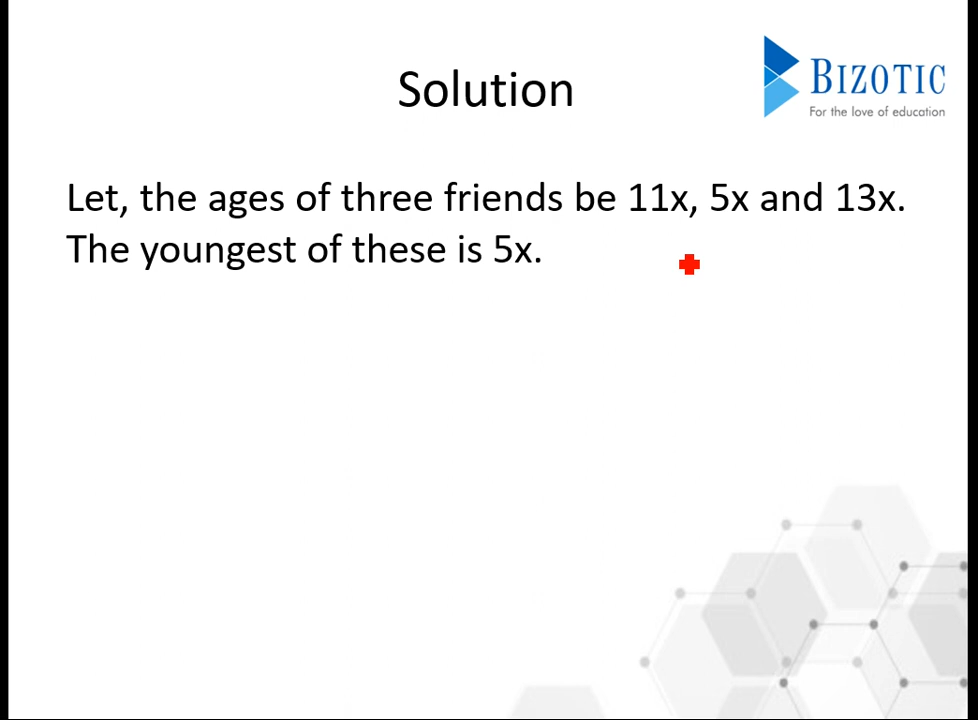 Solution
BIZOTIC
For the love of education
Let, the ages of three friends be 11x, 5x and 13x.
The youngest of these is 5x.